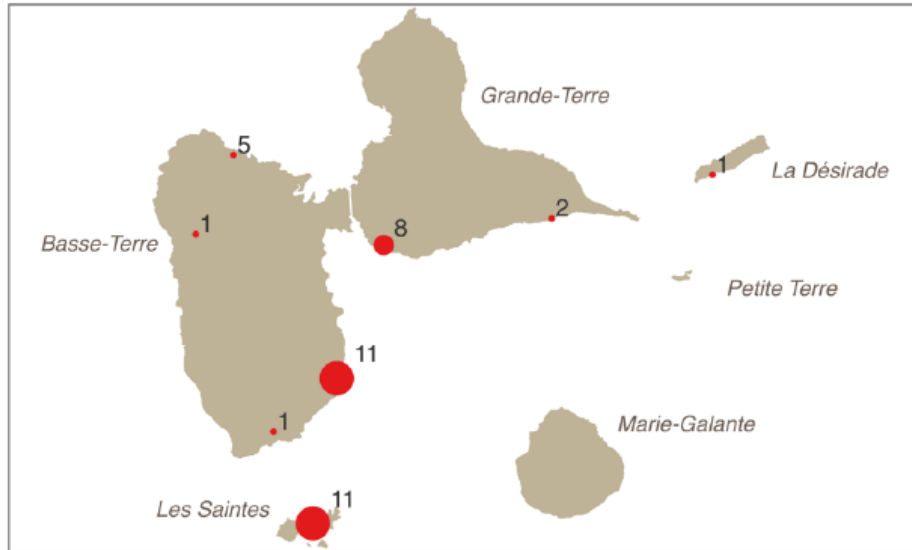 Grande-Terre
5
1
La Désirade
1
2
8
Basse-Terre
Petite Terre
11
Marie-Galante
1
11
Les Saintes